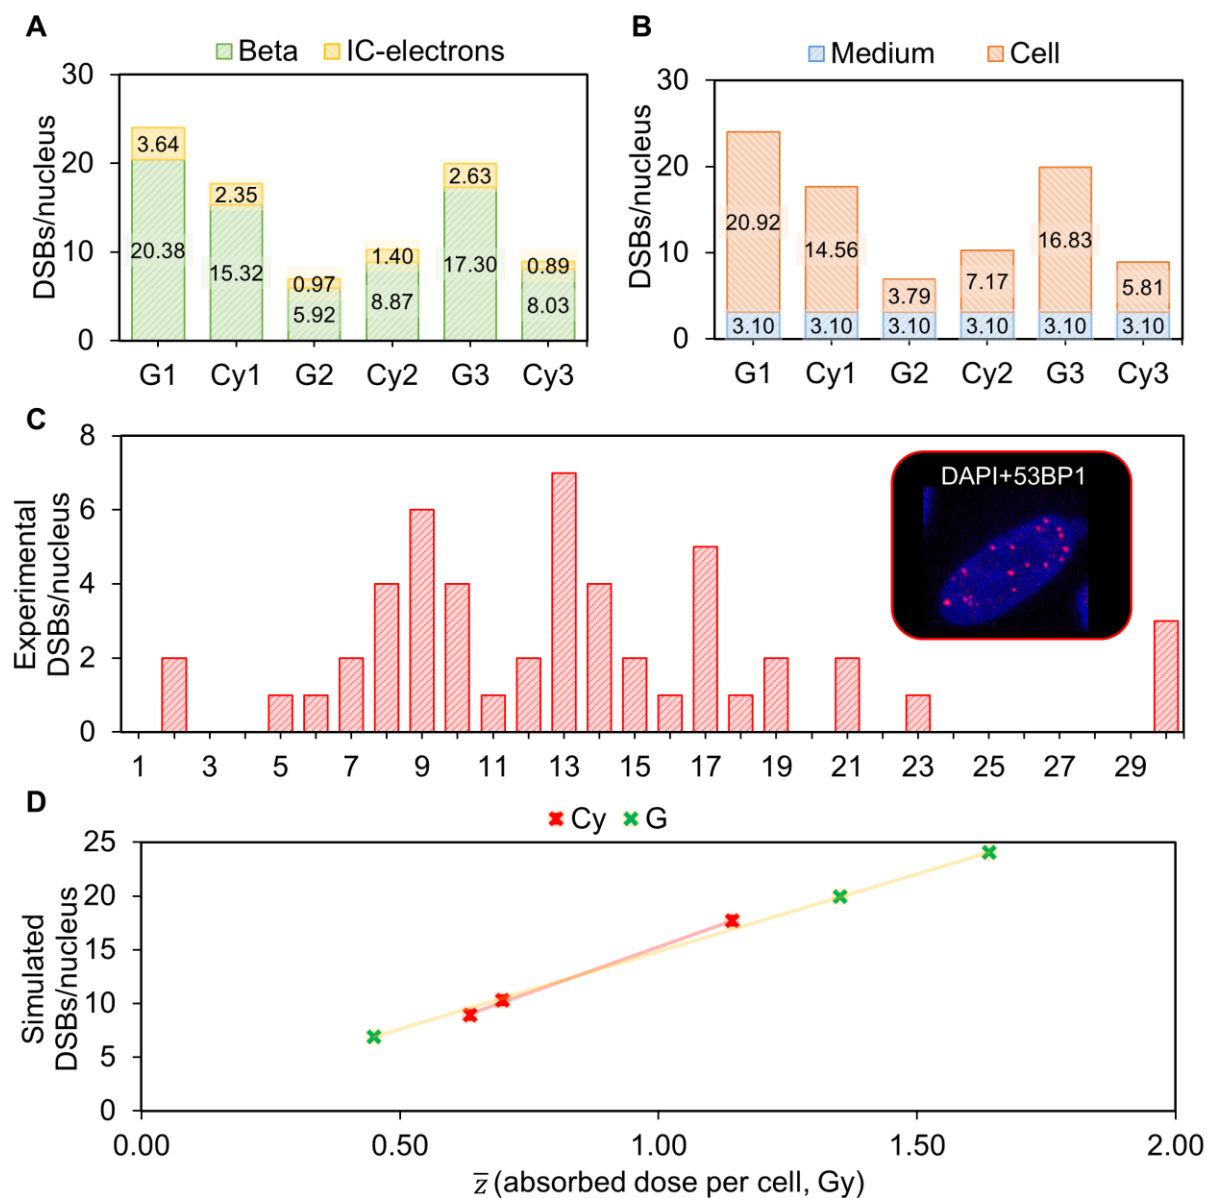 A
Beta IC-electrons
DSBs/nucleus
30
20
10
0
3.64
20.38
2.35
15.32
0.97
5.92
1.40
8.87
2.63
17.30
0.89
8.03
G1 Cy1 G2 Cy2 G3 Cy3
B
Medium Cell
DSBs/nucleus
30
20
10
0
20.92
3.10
14.56
3.10
3.79
3.10
7.17
3.10
16.83
3.10
5.81
3.10
G1 Cy1 G2 Cy2 G3 Cy3
C
Experimental
DSBs/nucleus
8
6
4
2
0
DAPI+53BP1
1 3 5 7 9 11 13 15 17 19 21 23 25 27 29
D
Cy G
Simulated
DSBs/nucleus
25
20
15
10
5
0
0.00 0.50 1.00 1.50 2.00
z̅ (absorbed dose per cell, Gy)